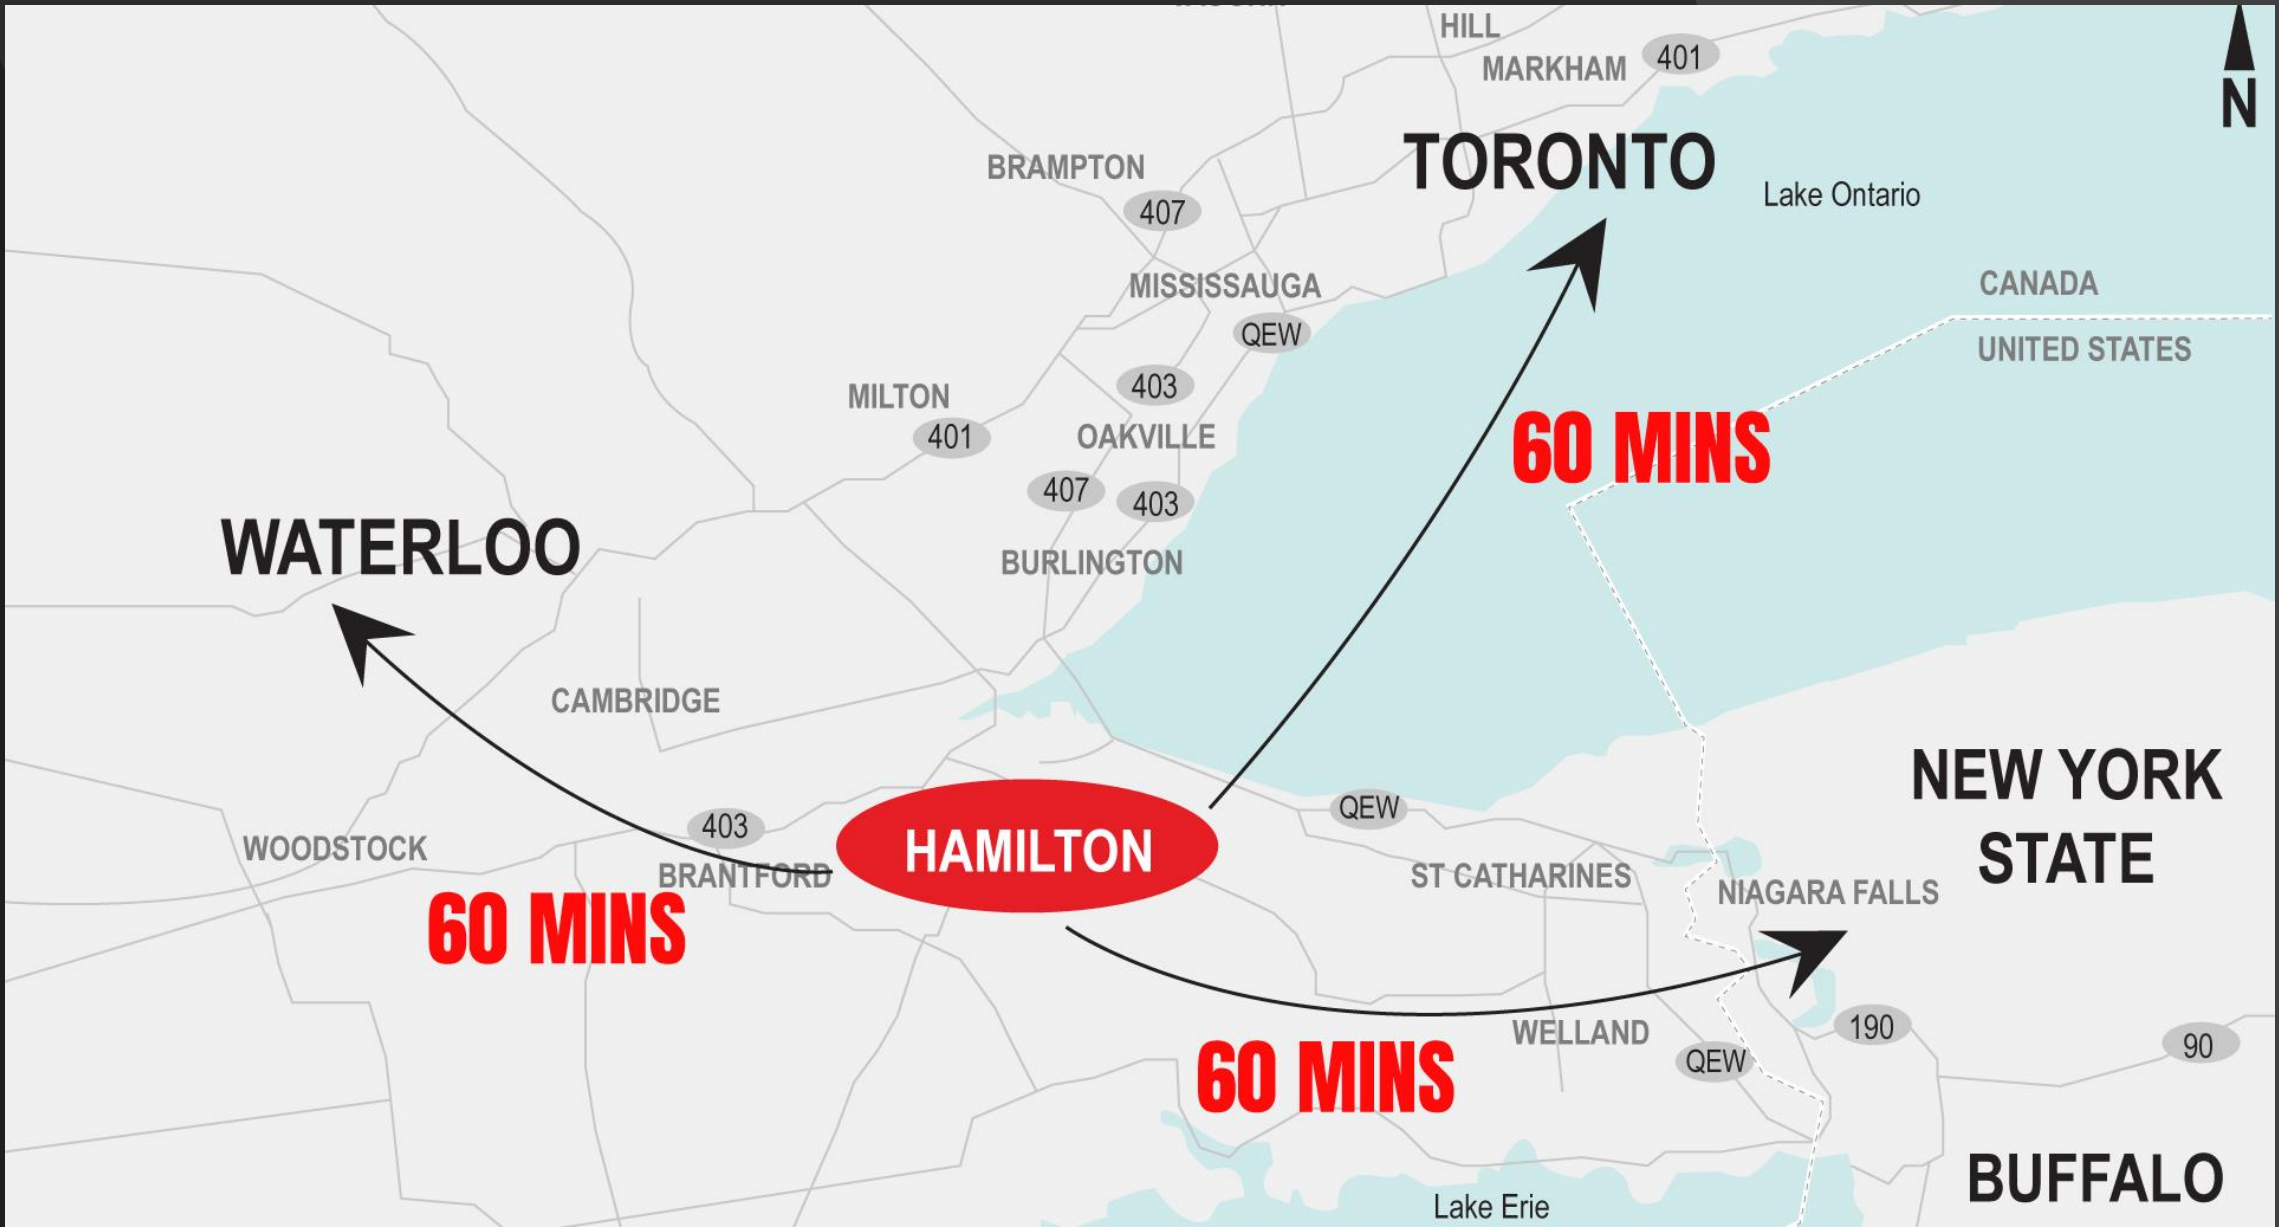 HILL
MARKHAM
401
N
TORONTO
BRAMPTON
Lake Ontario
407
MISSISSAUGA
CANADA
QEW
UNITED STATES
403
MILTON
401
OAKVILLE
60 MINS
407
403
WATERLOO
BURLINGTON
CAMBRIDGE
NEW YORK
STATE
QEW
403
HAMILTON
WOODSTOCK
BRANTFORD
ST CATHARINES
NIAGARA FALLS
60 MINS
190
WELLAND
90
QEW
60 MINS
BUFFALO
Lake Erie